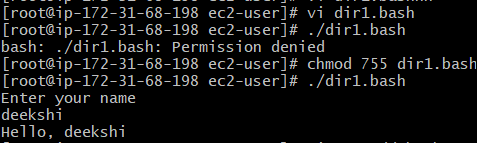 [root@ip-172-31-68-198 ec2-user]# vi dir1.bash
[root@ip-172-31-68-198 ec2-user]# ./dir1.bash
bash: ./dir1.bash: Permission denied
[root@ip-172-31-68-198 ec2-user]# chmod 755 dir1.bash
[root@ip-172-31-68-198 ec2-user]# ./dir1.bash
Enter your name
deekshi
Hello, deekshi